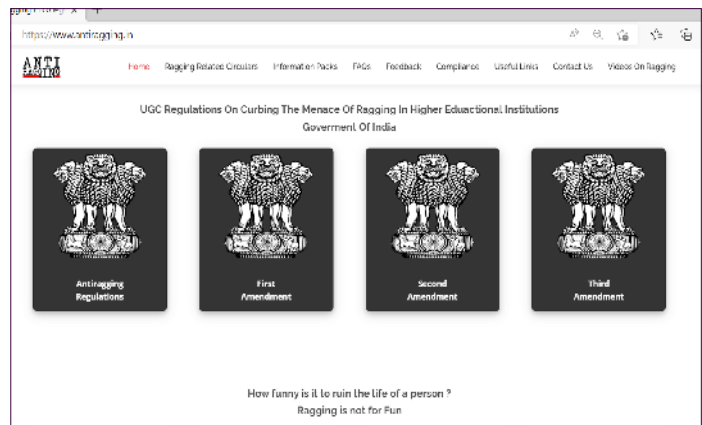 https://www.antiragging.in
ANTI
RAGGING
Home Ragging Related Circulars Information Packs FAQs Feedback Compliance Useful Links Contact Us Videos On Ragging
UGC Regulations On Curbing The Menace Of Ragging In Higher Eduactional Institutions
Goverment Of India
Antiragging
Regulations
First
Amendment
Second
Amendment
Third
Amendment
How funny is it to ruin the life of a person ?
Ragging is not for Fun